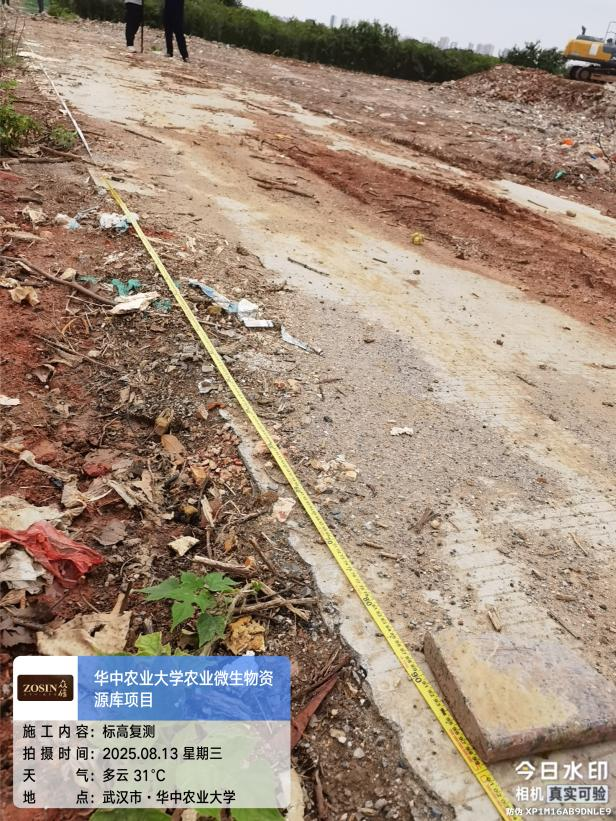 ZOSIN 众信
华中农业大学农业微生物资
源库项目
施工内容：标高复测
拍摄时间：2025.08.13 星期三
天 气：多云 31℃
地 点：武汉市·华中农业大学
今日水印
相机 真实可验
防伪 XP1M16AB9DNLE9